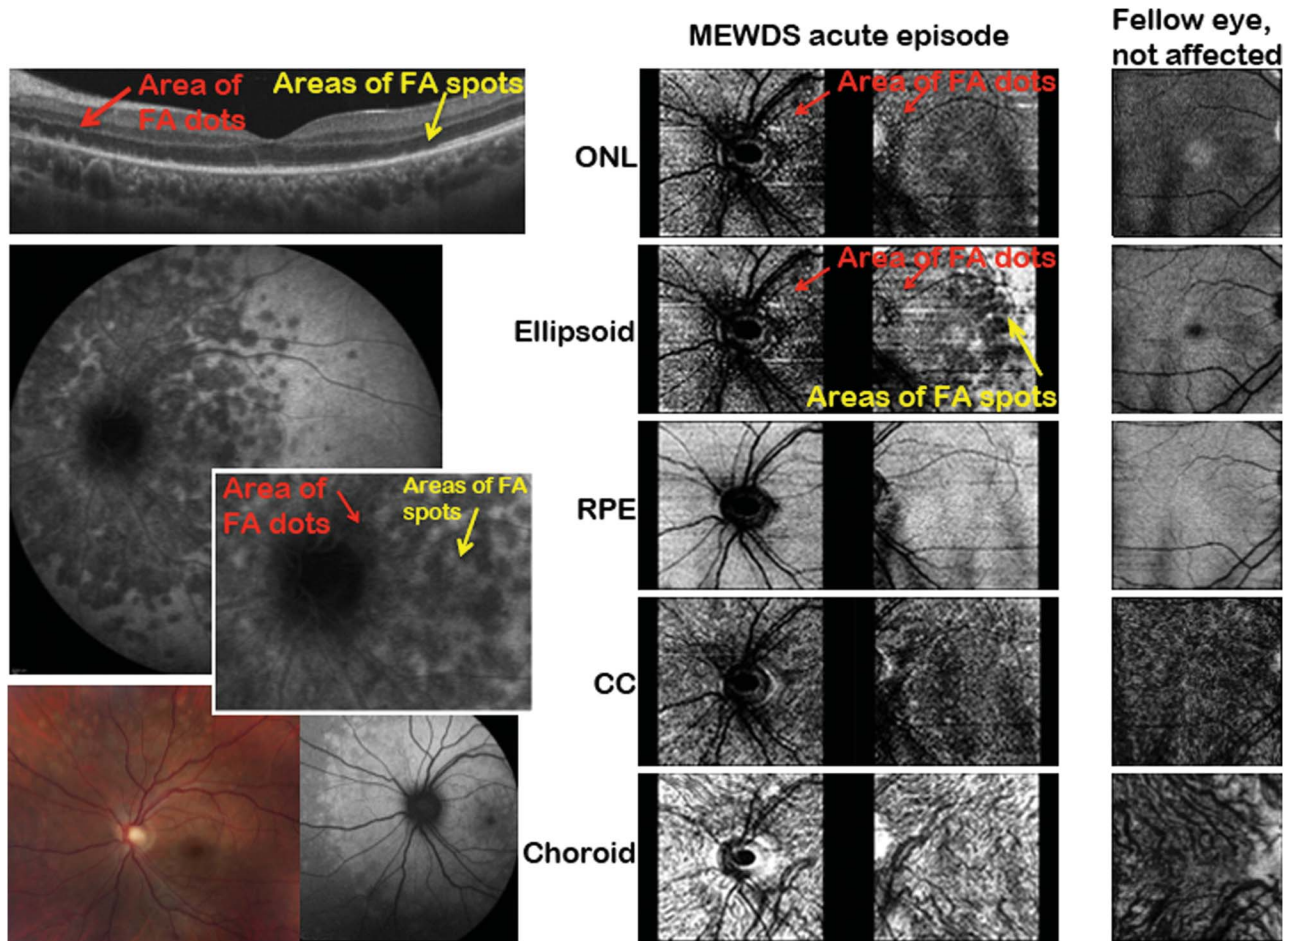 MEWDS acute episode
Fellow eye,
not affected
Area of
FA dots
Areas of FA spots
ONL
Area of FA dots
Ellipsoid
Area of FA dots
Areas of FA spots
RPE
Area of
FA dots
Areas of FA
spots
CC
Choroid